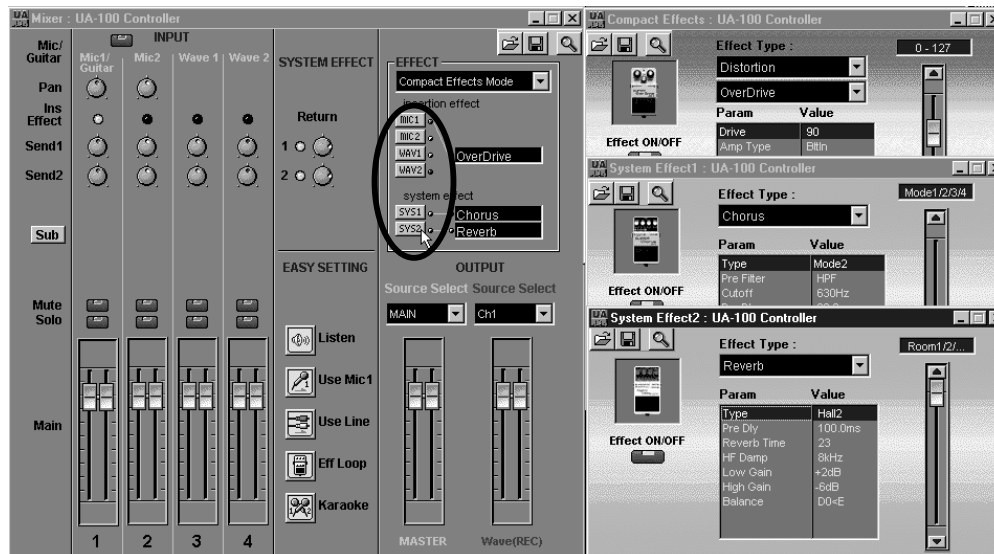 Mixer : UA-100 Controller
Mic/
Guitar
INPUT
Mic1/
Guitar
Mic2
Wave 1
Wave 2
Pan
Ins
Effect
Send1
Send2
Sub
Mute
Solo
Main
1
2
3
4
SYSTEM EFFECT
Return
1
2
EASY SETTING
Listen
Use Mic1
Use Line
Eff Loop
Karaoke
EFFECT
Compact Effects Mode
insertion effect
MIC1
MIC2
WAV1
WAV2
OverDrive
system effect
SYS1
Chorus
SYS2
Reverb
OUTPUT
Source Select Source Select
MAIN
Ch1
MASTER
Wave(REC)
Compact Effects : UA-100 Controller
Effect Type :
0 - 127
Distortion
OverDrive
Param Value
Drive 90
Amp Type BltIn
Effect ON/OFF
System Effect1 : UA-100 Controller
Effect Type :
Mode1/2/3/4
Chorus
Param Value
Type Mode2
Pre Filter HPF
Cutoff 630Hz
Effect ON/OFF
System Effect2 : UA-100 Controller
Effect Type :
Room1/2/...
Reverb
Param Value
Type Hall2
Pre Dly 100.0ms
Reverb Time 23
HF Damp 8kHz
Low Gain +2dB
High Gain -6dB
Balance D0<E
Effect ON/OFF